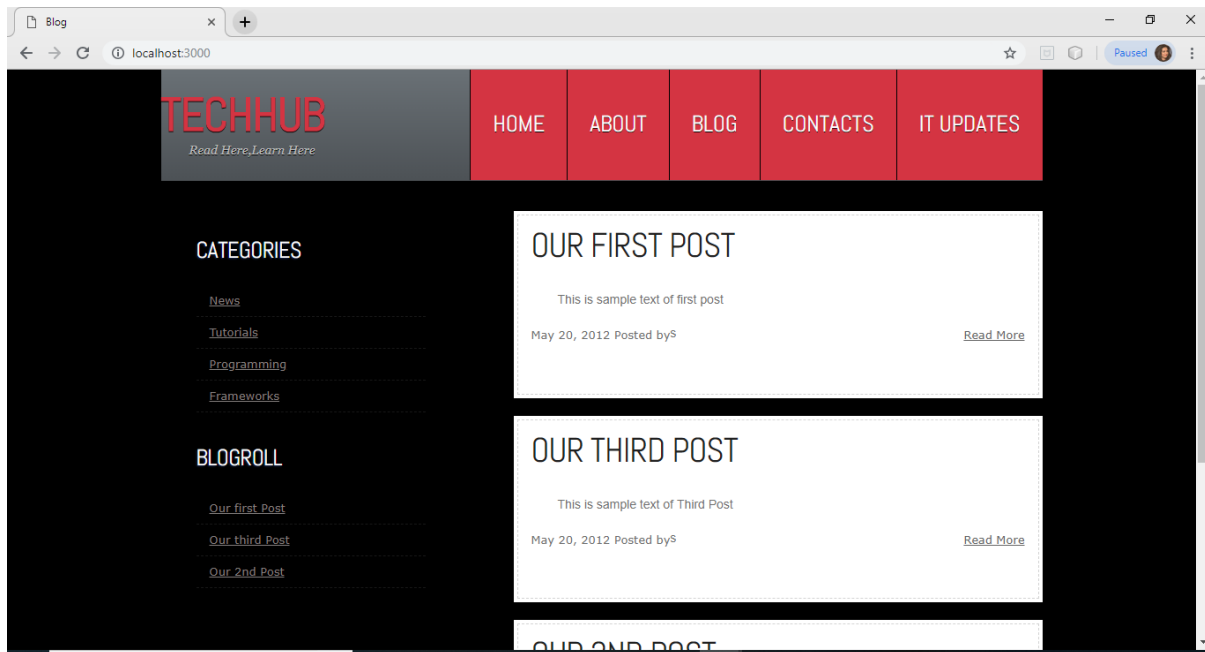 Blog
localhost:3000
Paused
TECHHUB
Read Here,Learn Here
HOME ABOUT BLOG CONTACTS IT UPDATES
CATEGORIES
News
Tutorials
Programming
Frameworks
BLOGROLL
Our first Post
Our third Post
Our 2nd Post
OUR FIRST POST
This is sample text of first post
May 20, 2012 Posted byS
Read More
OUR THIRD POST
This is sample text of Third Post
May 20, 2012 Posted byS
Read More
OUR 2ND POST